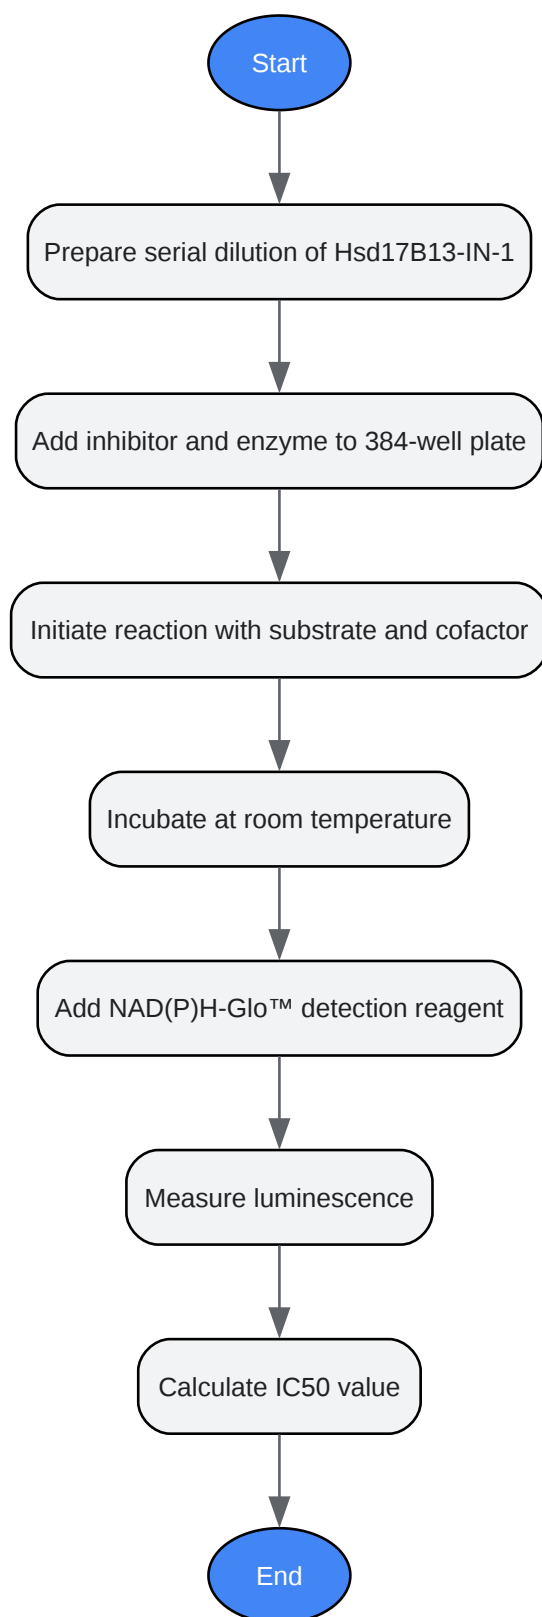 Start
Prepare serial dilution of Hsd17B13-IN-1
Add inhibitor and enzyme to 384-well plate
Initiate reaction with substrate and cofactor
Incubate at room temperature
Add NAD(P)H-Glo™ detection reagent
Measure luminescence
Calculate IC50 value
End